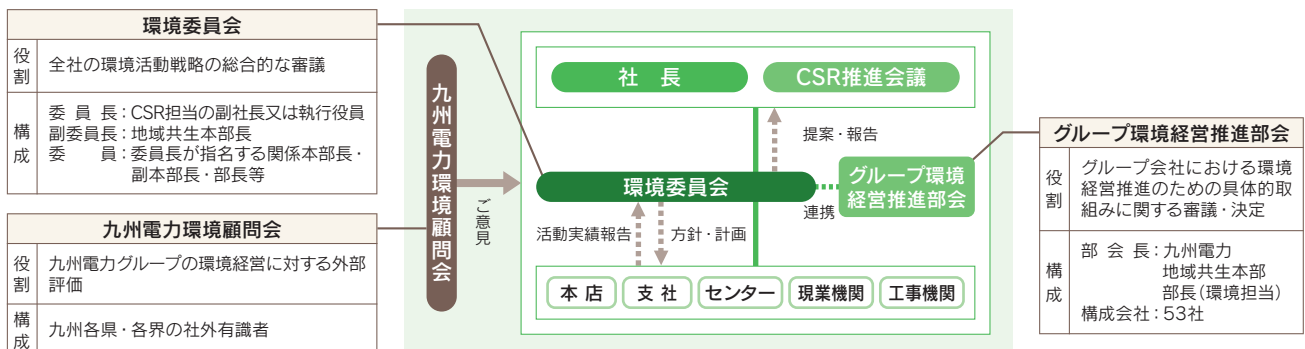 環境委員会
役割
全社の環境活動戦略の総合的な審議
構成
委員長：CSR担当の副社長又は執行役員
副委員長：地域共生本部長
委員：委員長が指名する関係本部長・
副本部長・部長等
九州電力環境顧問会
役割
九州電力グループの環境経営に対する外部
評価
構成
九州各県・各界の社外有識者
九州電力環境顧問会
ご意見
社長
CSR推進会議
提案・報告
環境委員会
連携
グループ環境
経営推進部会
活動実績報告
方針・計画
本店
支社
センター
現業機関
工事機関
グループ環境経営推進部会
役割
グループ会社における環境
経営推進のための具体的取
組みに関する審議・決定
構成
部会長：九州電力
地域共生本部
部長（環境担当）
構成会社：53社